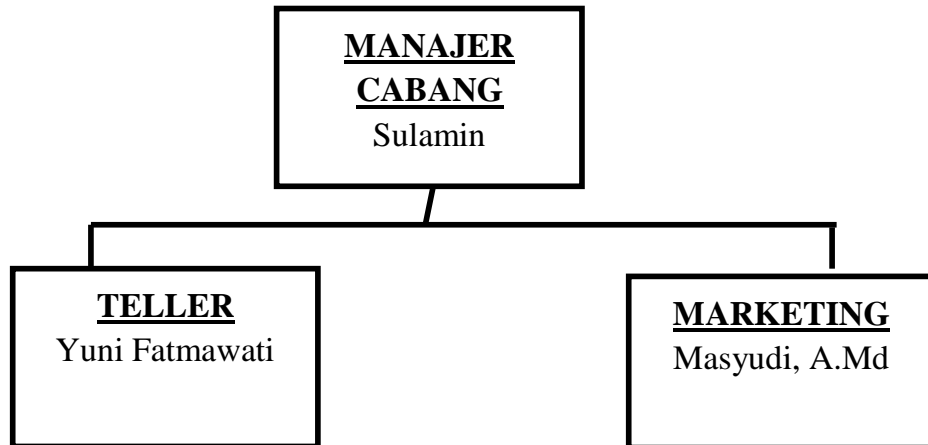 MANAJER
CABANG
Sulamin
TELLER
Yuni Fatmawati
MARKETING
Masyudi, A.Md